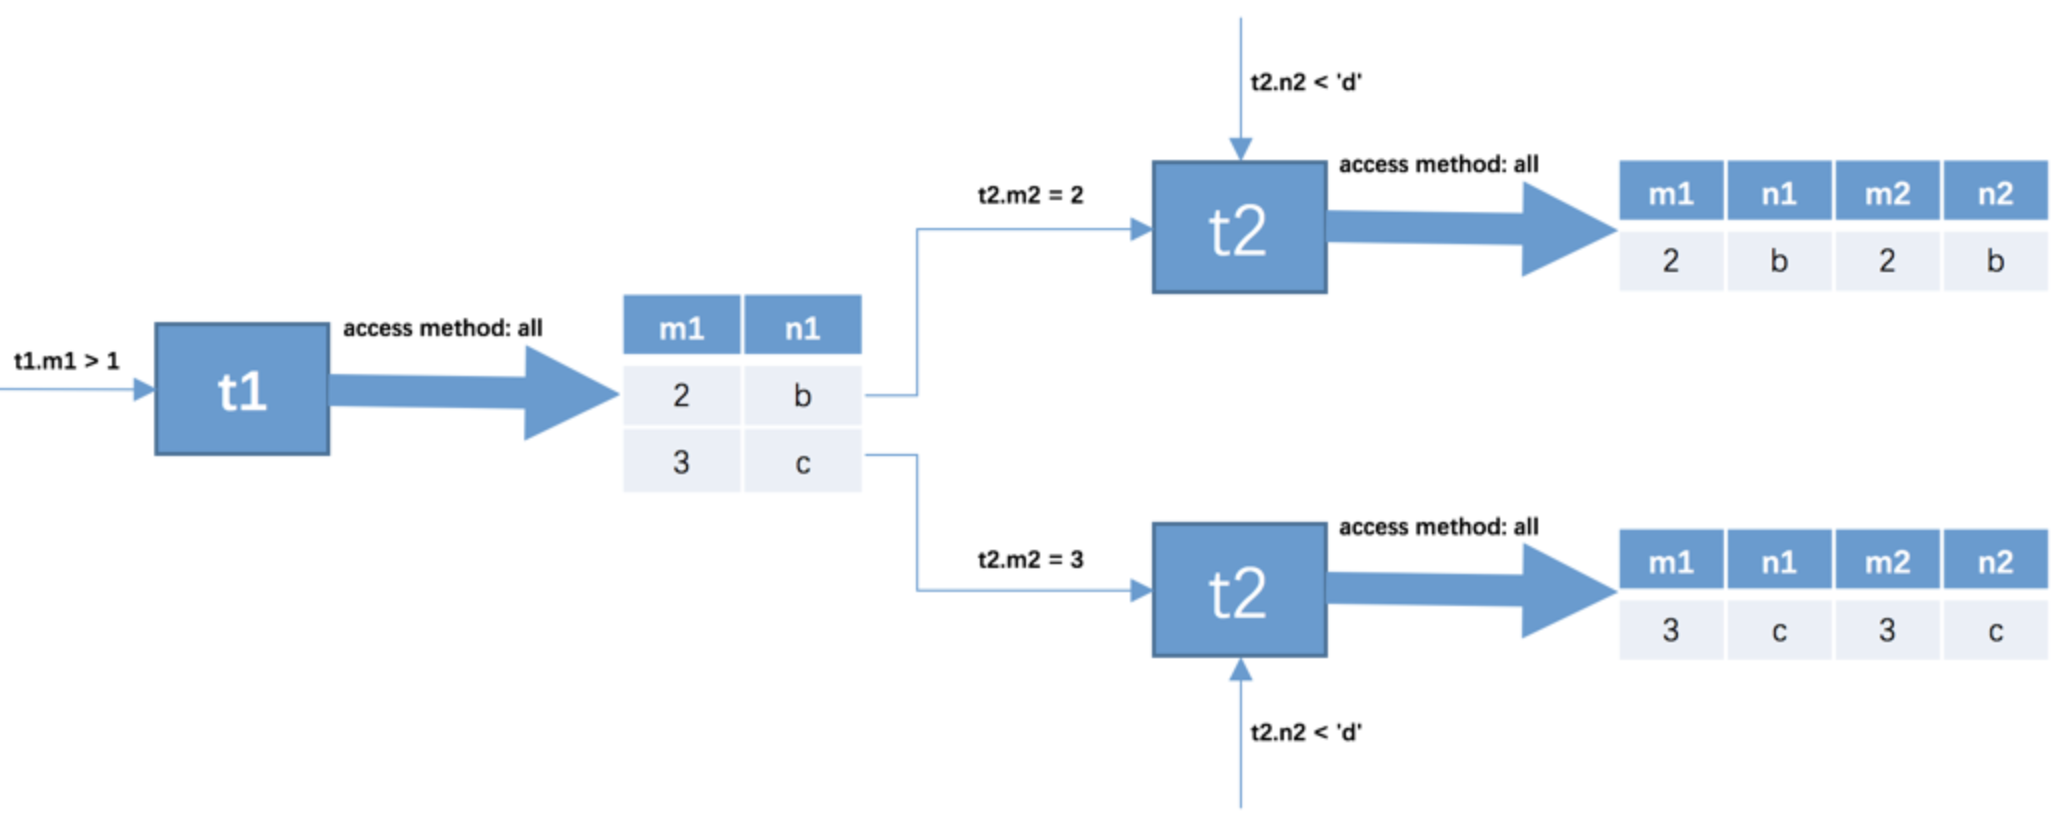 t1.m1 > 1
t1
access method: all
m1 n1
2 b
3 c
t2.m2 = 2
t2.n2 < 'd'
t2
access method: all
m1 n1 m2 n2
2 b 2 b
t2.m2 = 3
t2
access method: all
m1 n1 m2 n2
3 c 3 c
t2.n2 < 'd'